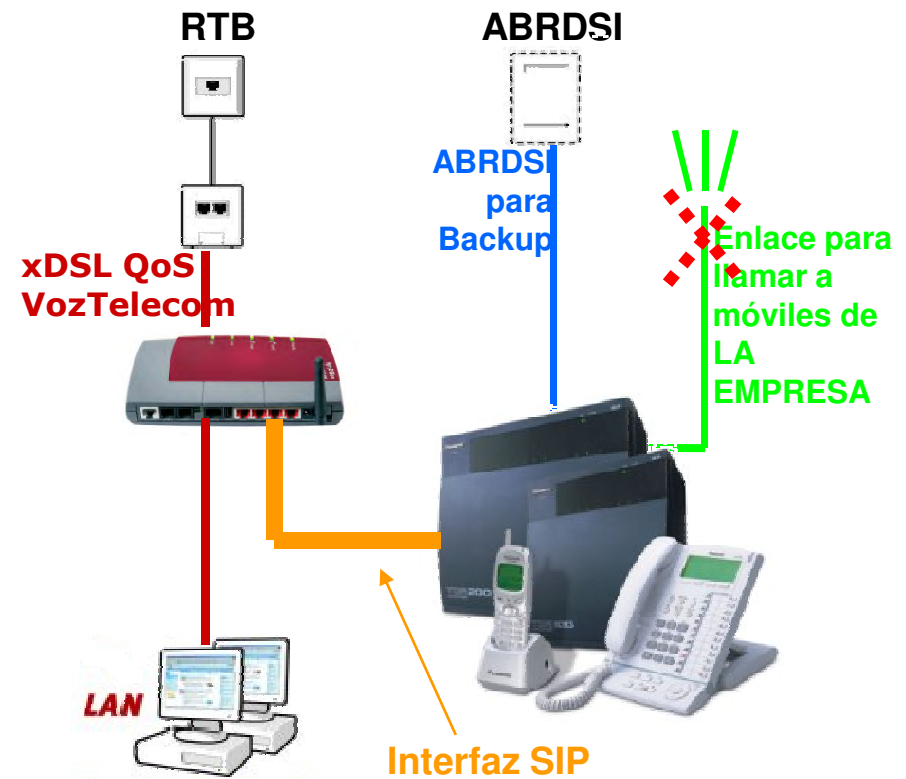 RTB
ABRDSI
ABRDSI
para
Backup
Enlace para
llamar a
móviles de
LA
EMPRESA
xDSL QoS
VozTelecom
LAN
Interfaz SIP